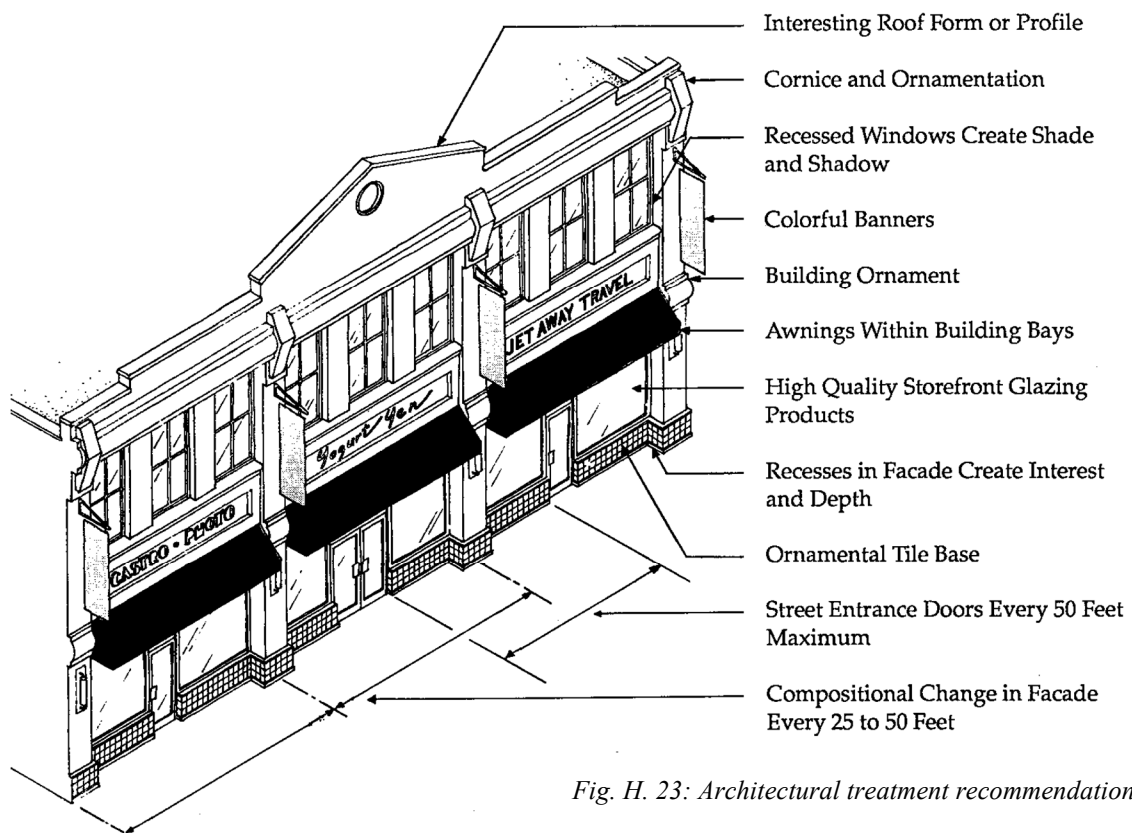 Interesting Roof Form or Profile
Cornice and Ornamentation
Recessed Windows Create Shade
and Shadow
Colorful Banners
Building Ornament
Awnings Within Building Bays
High Quality Storefront Glazing
Products
Recesses in Facade Create Interest
and Depth
Ornamental Tile Base
Street Entrance Doors Every 50 Feet
Maximum
Compositional Change in Facade
Every 25 to 50 Feet
JET AWAY TRAVEL
Yogurt Yen
CASTCO • PHOTO
Fig. H. 23: Architectural treatment recommendation